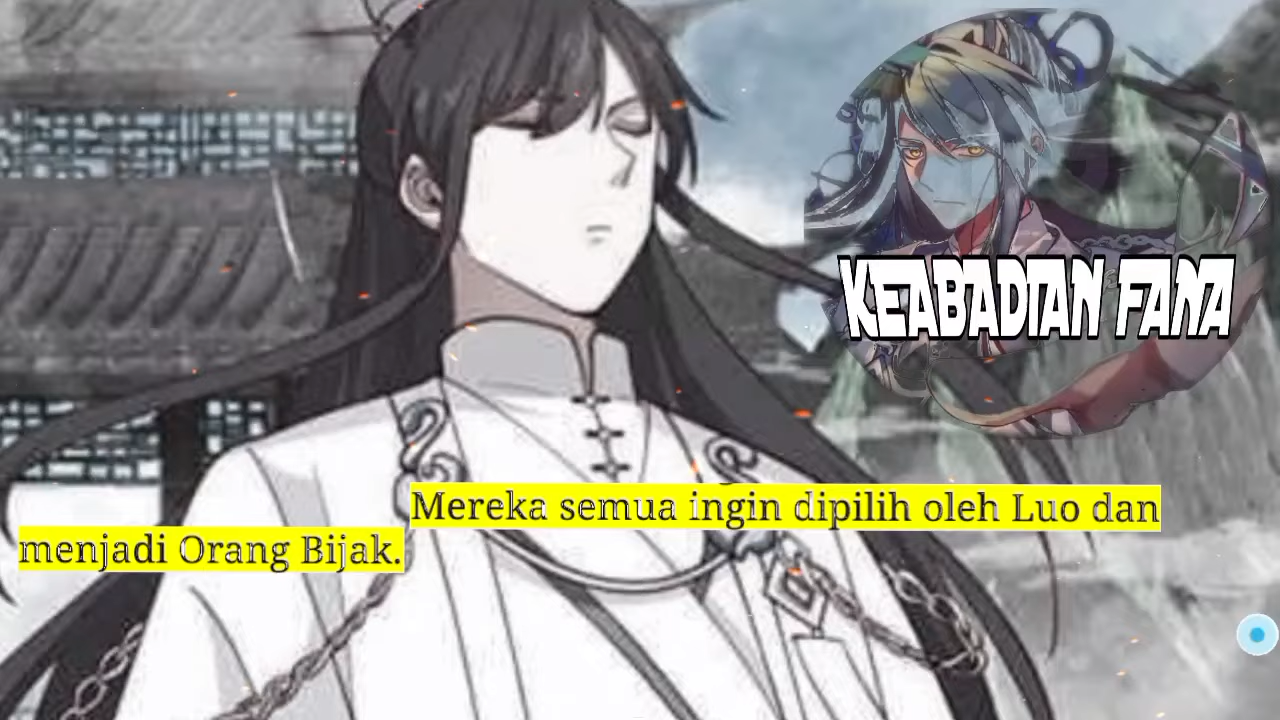 KEABADIAN FANA
Mereka semua ingin dipilih oleh Luo dan
menjadi Orang Bijak.